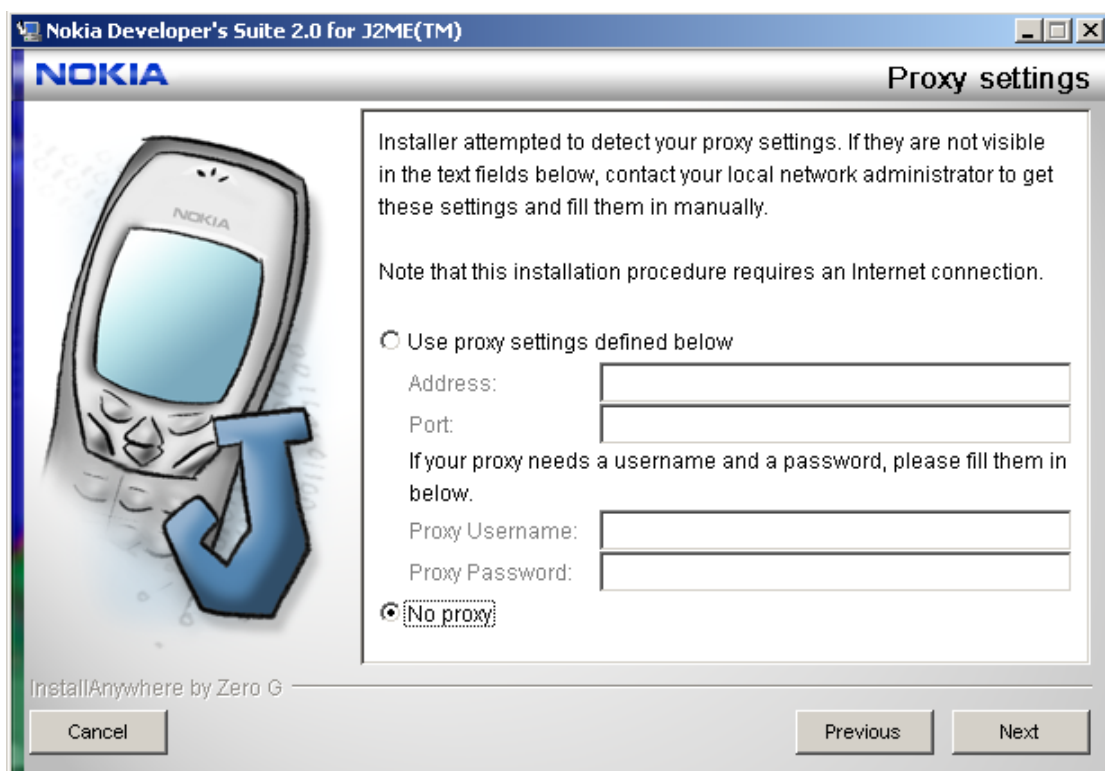 Nokia Developer's Suite 2.0 for J2ME(TM)
NOKIA
Proxy settings
NOKIA
Installer attempted to detect your proxy settings. If they are not visible
in the text fields below, contact your local network administrator to get
these settings and fill them in manually.
Note that this installation procedure requires an Internet connection.
Use proxy settings defined below
Address:
Port:
If your proxy needs a username and a password, please fill them in
below.
Proxy Username:
Proxy Password:
No proxy
J
InstallAnywhere by Zero G
Cancel
Previous
Next